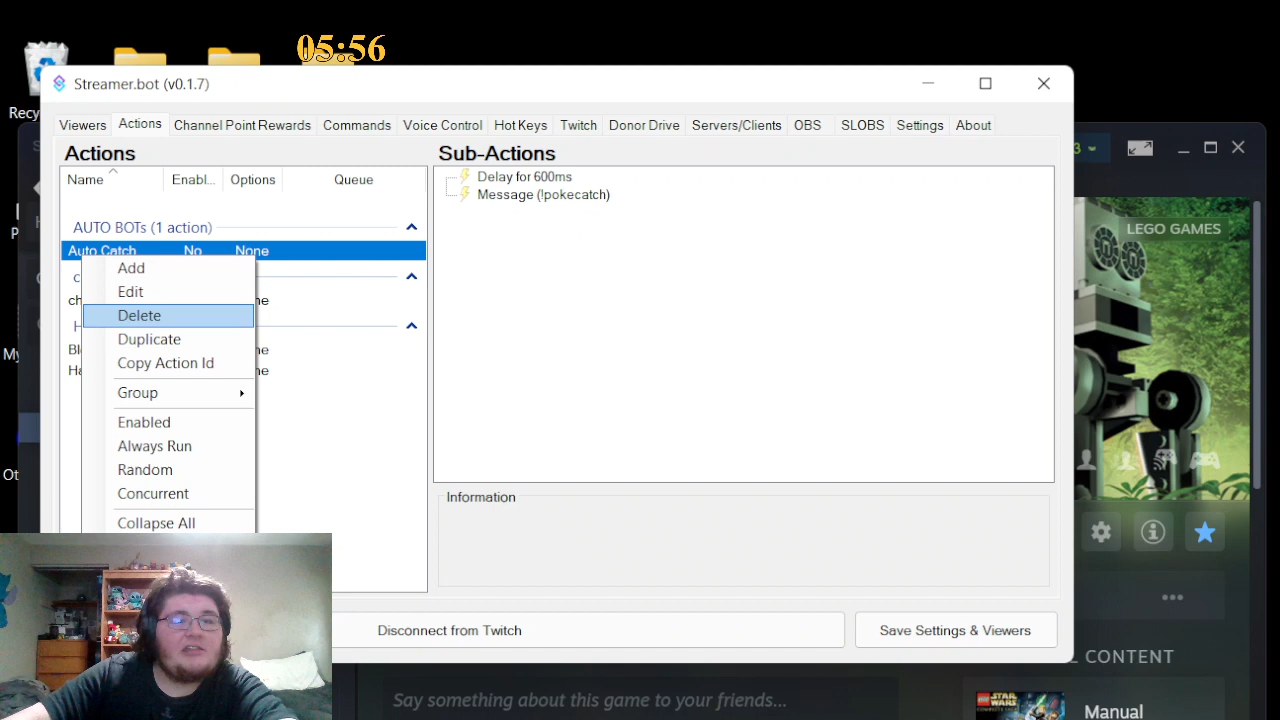 05:56
Recy
Streamer.bot (v0.1.7)
Viewers Actions Channel Point Rewards Commands Voice Control Hot Keys Twitch Donor Drive Servers/Clients OBS SLOBS Settings About
Actions
Name Enabl... Options Queue
AUTO BOTs (1 action)
Auto Catch No None
Add
Edit
Delete
Duplicate
Copy Action Id
Group
Enabled
Always Run
Random
Concurrent
Collapse All
Sub-Actions
Delay for 600ms
Message (!pokecatch)
Information
Disconnect from Twitch
Save Settings & Viewers
LEGO GAMES
CONTENT
Say something about this game to your friends...
Manual
My
Ot